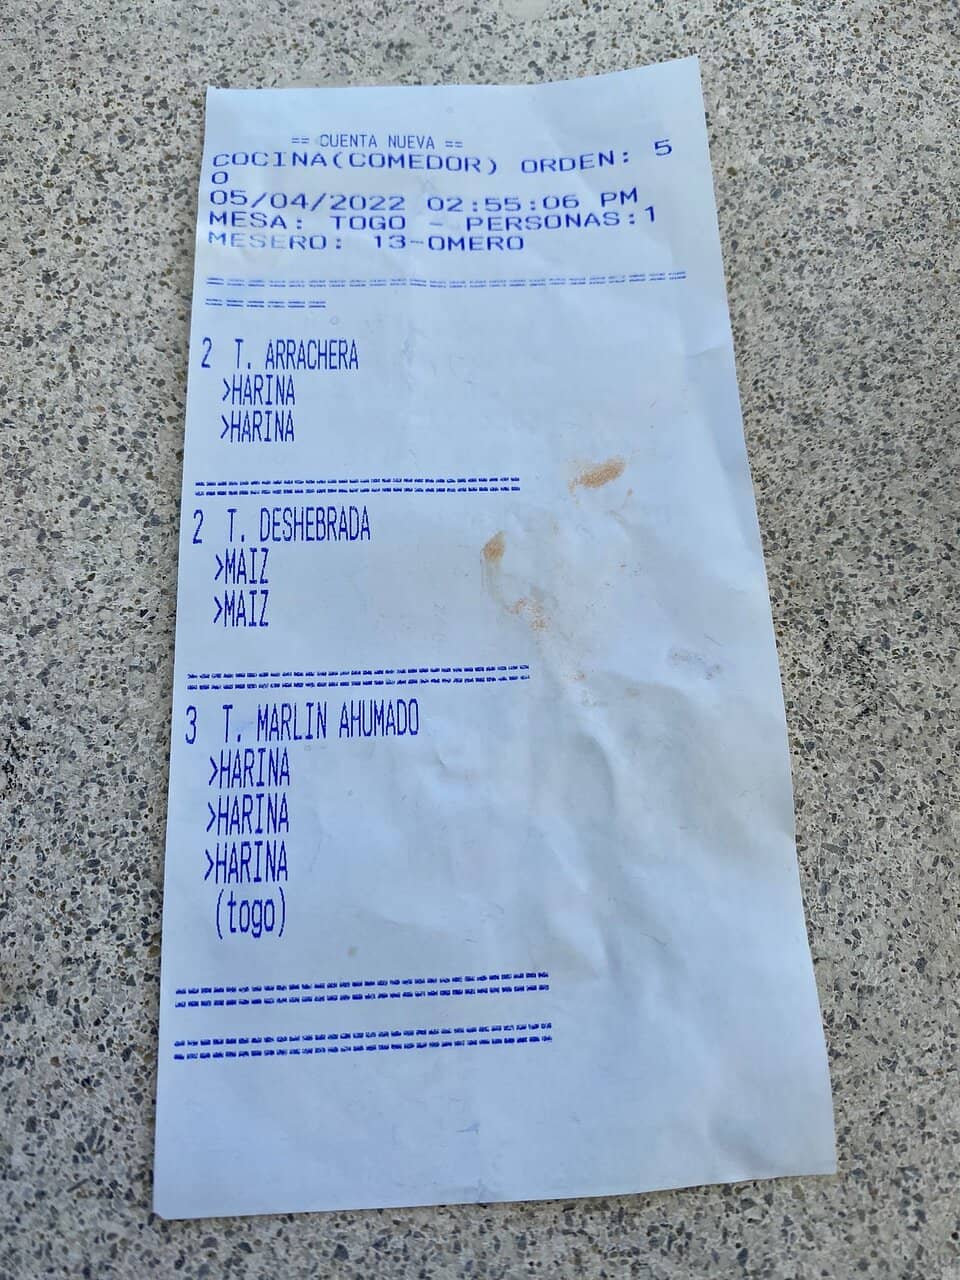 == CUENTA NUEVA ==
COCINA(COMEDOR) ORDEN: 5
0
05/04/2022 02:55:06 PM
MESA: TOGO - PERSONAS:1
MESERO: 13-OMERO
2 T. ARRACHERA
>HARINA
>HARINA
2 T. DESHEBRADA
>MAIZ
>MAIZ
3 T. MARLIN AHUMADO
>HARINA
>HARINA
>HARINA
(togo)